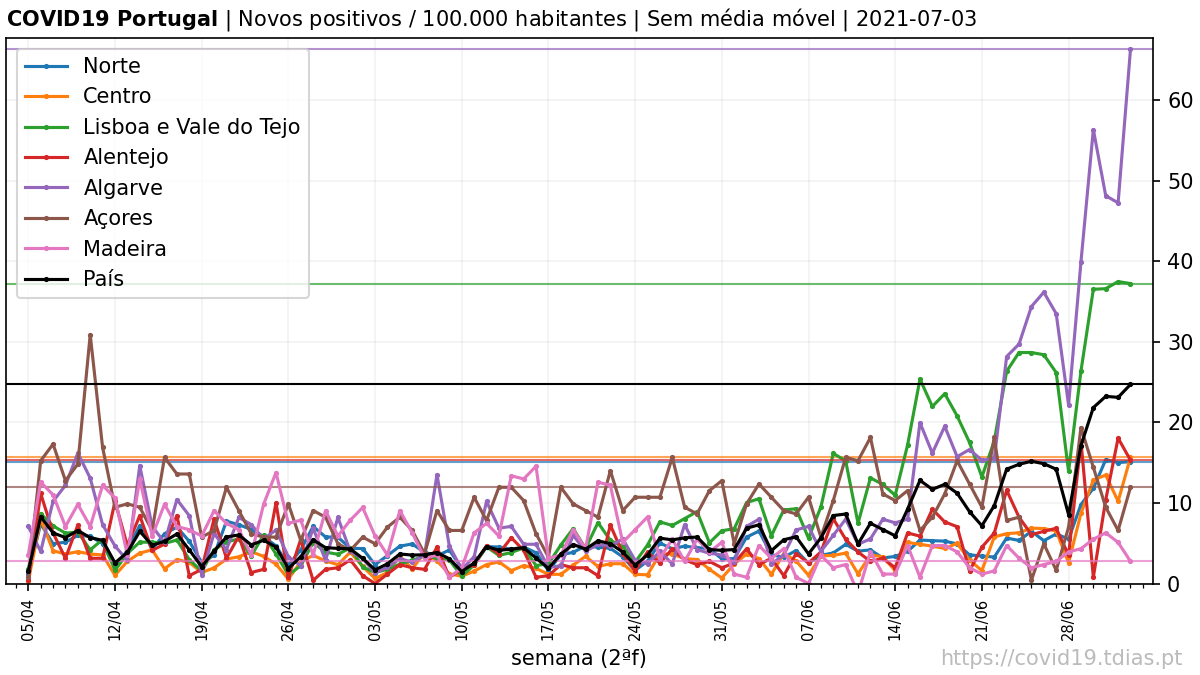 COVID19 Portugal | Novos positivos / 100.000 habitantes | Sem média móvel | 2021-07-03
Norte
Centro
Lisboa e Vale do Tejo
Alentejo
Algarve
Açores
Madeira
País
60
50
40
30
20
10
0
05/04 12/04 19/04 26/04 03/05 10/05 17/05 24/05 31/05 07/06 14/06 21/06 28/06
semana (2ªf)
https://covid19.tdias.pt